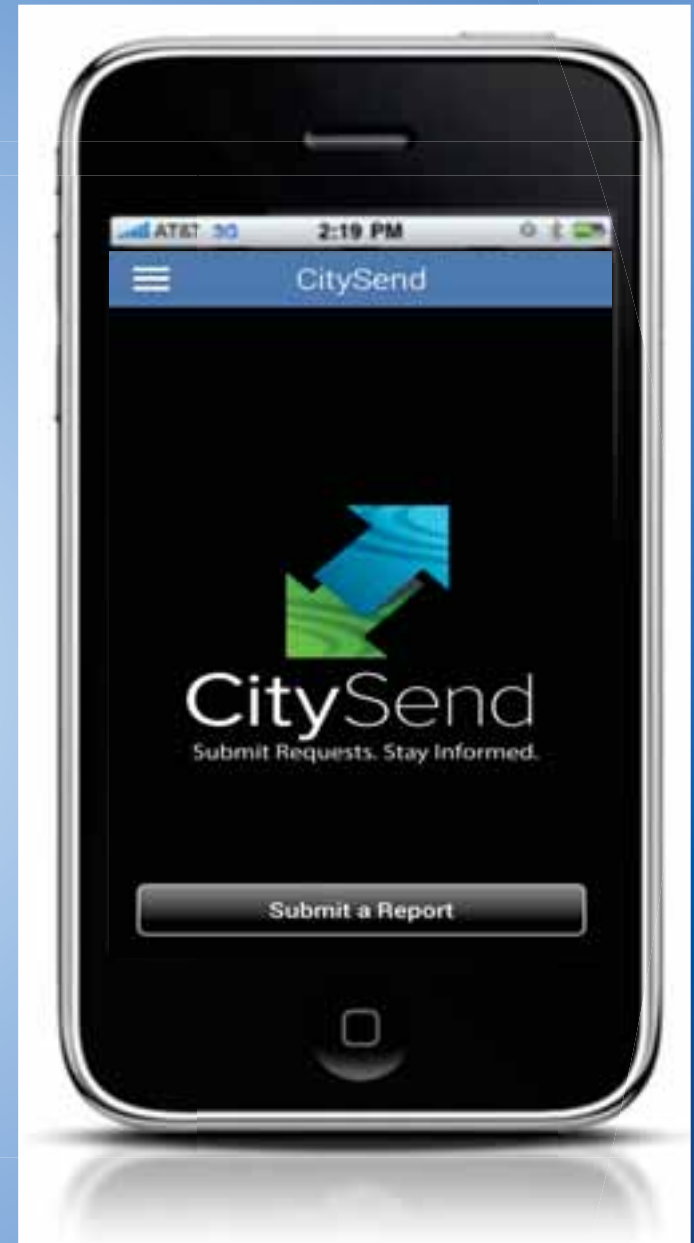 AT&T 3G 2:19 PM
CitySend
CitySend
Submit Requests. Stay Informed.
Submit a Report